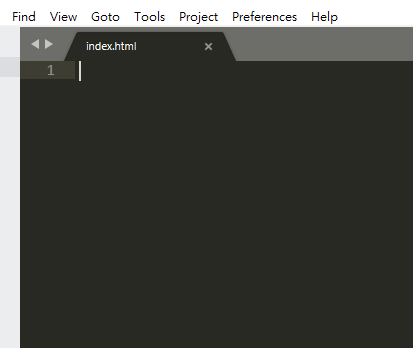 Find View Goto Tools Project Preferences Help
index.html
1